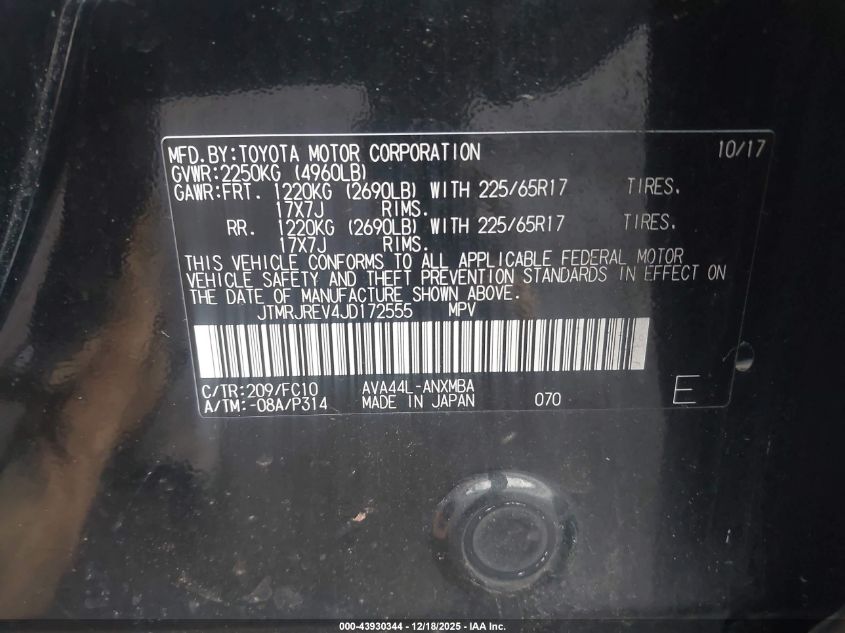 MFD.BY:TOYOTA MOTOR CORPORATION 10/17
GVWR:2250KG (4960LB)
GAWR:FRT. 1220KG (2690LB) WITH 225/65R17 TIRES.
17X7J RIMS.
RR. 1220KG (2690LB) WITH 225/65R17 TIRES.
17X7J RIMS.
THIS VEHICLE CONFORMS TO ALL APPLICABLE FEDERAL MOTOR
VEHICLE SAFETY AND THEFT PREVENTION STANDARDS IN EFFECT ON
THE DATE OF MANUFACTURE SHOWN ABOVE.
JTMRJREV4JD172555 MPV
C/TR:209/FC10 AVA44L-ANXMBA
A/TM:-08A/P314 MADE IN JAPAN 070 E
000-43930344 - 12/18/2025 - IAA Inc.